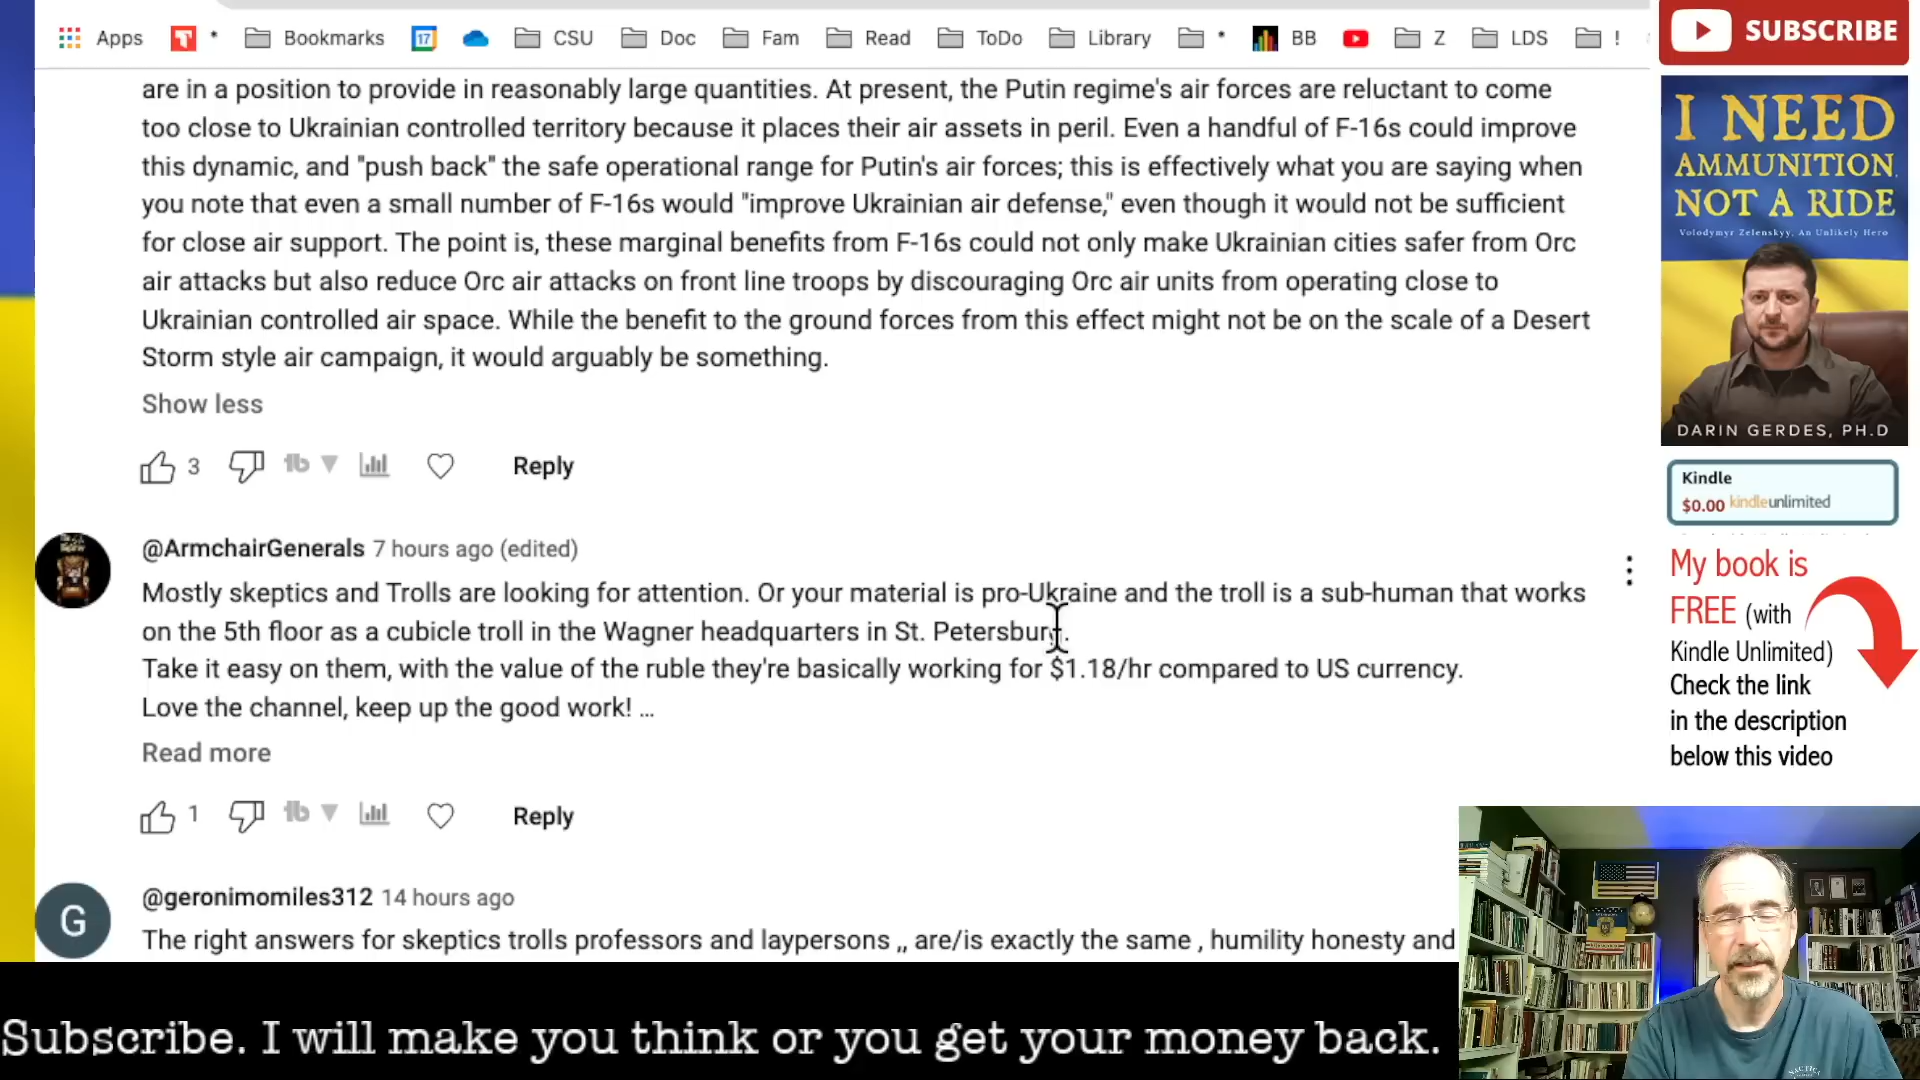 Apps
*
Bookmarks
17
CSU
Doc
Fam
Read
ToDo
Library
*
BB
Z
LDS
!
SUBSCRIBE
are in a position to provide in reasonably large quantities. At present, the Putin regime's air forces are reluctant to come
too close to Ukrainian controlled territory because it places their air assets in peril. Even a handful of F-16s could improve
this dynamic, and "push back" the safe operational range for Putin's air forces; this is effectively what you are saying when
you note that even a small number of F-16s would "improve Ukrainian air defense," even though it would not be sufficient
for close air support. The point is, these marginal benefits from F-16s could not only make Ukrainian cities safer from Orc
air attacks but also reduce Orc air attacks on front line troops by discouraging Orc air units from operating close to
Ukrainian controlled air space. While the benefit to the ground forces from this effect might not be on the scale of a Desert
Storm style air campaign, it would arguably be something.
Show less
3
Reply
@ArmchairGenerals 7 hours ago (edited)
Mostly skeptics and Trolls are looking for attention. Or your material is pro-Ukraine and the troll is a sub-human that works
on the 5th floor as a cubicle troll in the Wagner headquarters in St. Petersburg.
Take it easy on them, with the value of the ruble they're basically working for $1.18/hr compared to US currency.
Love the channel, keep up the good work! ...
Read more
1
Reply
G
@geronimomiles312 14 hours ago
The right answers for skeptics trolls professors and laypersons ,, are/is exactly the same , humility honesty and
I NEED
AMMUNITION,
NOT A RIDE
Volodymyr Zelenskyy, An Unlikely Hero
DARIN GERDES, PH.D
Kindle
$0.00 kindleunlimited
My book is
FREE (with
Kindle Unlimited)
Check the link
in the description
below this video
Subscribe. I will make you think or you get your money back.